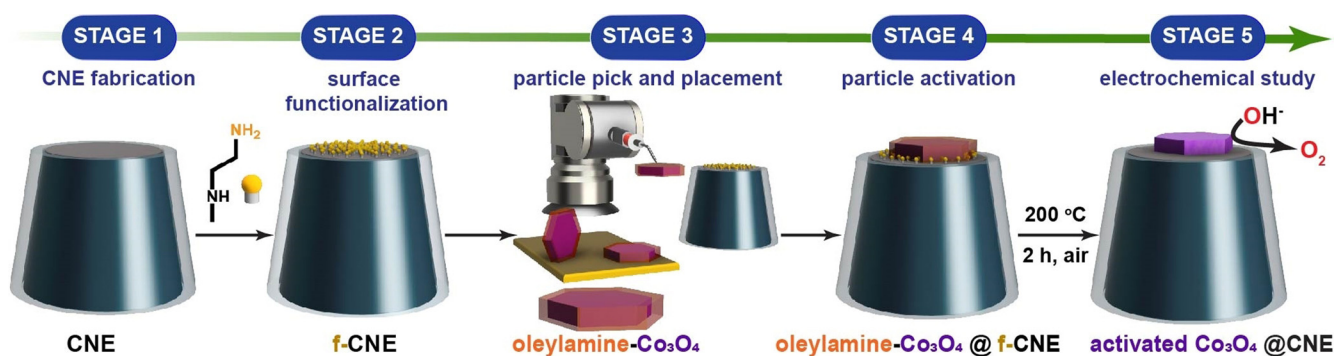 STAGE 1
STAGE 2
STAGE 3
STAGE 4
STAGE 5
CNE fabrication
surface
functionalization
particle pick and placement
particle activation
electrochemical study
NH₂
NH
OH⁻
O₂
200 °C
2 h, air
CNE
f-CNE
oleylamine-Co₃O₄
oleylamine-Co₃O₄ @ f-CNE
activated Co₃O₄ @CNE